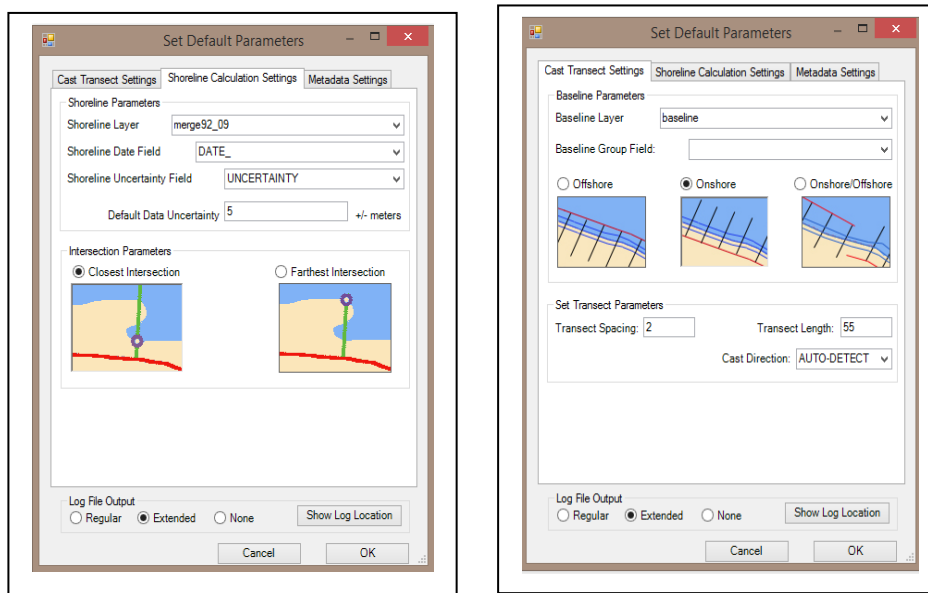 Set Default Parameters
Cast Transect Settings Shoreline Calculation Settings Metadata Settings
Shoreline Parameters
Shoreline Layer merge92_09
Shoreline Date Field DATE_
Shoreline Uncertainty Field UNCERTAINTY
Default Data Uncertainty 5 +/- meters
Intersection Parameters
Closest Intersection Farthest Intersection
Log File Output
Regular Extended None Show Log Location
Cancel OK
Set Default Parameters
Cast Transect Settings Shoreline Calculation Settings Metadata Settings
Baseline Parameters
Baseline Layer baseline
Baseline Group Field:
Offshore Onshore Onshore/Offshore
Set Transect Parameters
Transect Spacing: 2 Transect Length: 55
Cast Direction: AUTO-DETECT
Log File Output
Regular Extended None Show Log Location
Cancel OK